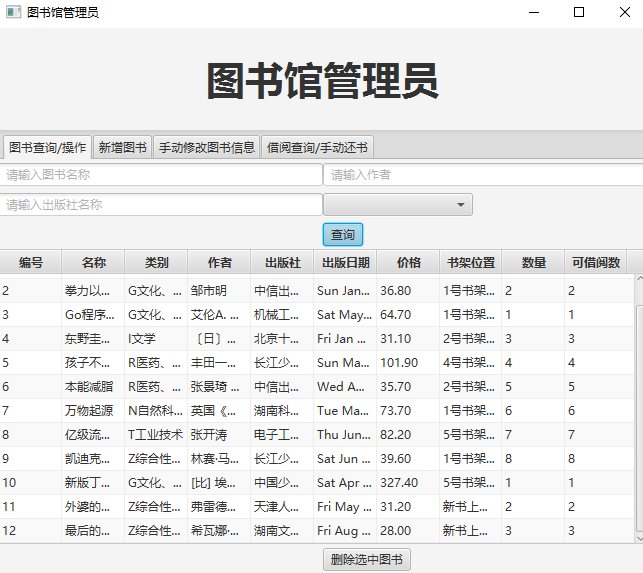 图书馆管理员
图书馆管理员
图书查询/操作 新增图书 手动修改图书信息 借阅查询/手动还书
请输入图书名称 请输入作者
请输入出版社名称
查询
编号 名称 类别 作者 出版社 出版日期 价格 书架位置 数量 可借阅数
2 拳力以... G文化、... 邹市明 中信出... Sun Jan... 36.80 1号书架... 2 2
3 Go程序... G文化、... 艾伦A. ... 机械工... Sat May... 64.70 1号书架... 1 1
4 东野圭... I文学 〔日〕... 北京十... Fri Jan ... 31.10 2号书架... 3 3
5 孩子不... R医药、... 丰田一... 长江少... Sun Ma... 101.90 4号书架... 4 4
6 本能减脂 R医药、... 张景琦 ... 中信出... Wed A... 35.70 2号书架... 5 5
7 万物起源 N自然科... 英国《... 湖南科... Tue Ma... 73.70 1号书架... 6 6
8 亿级流... T工业技术 张开涛 电子工... Thu Jun... 82.20 5号书架... 7 7
9 凯迪克... Z综合性... 林赛·马... 长江少... Sat Jun ... 39.60 1号书架... 8 8
10 新版丁... G文化、... [比] 埃... 中国少... Sat Apr ... 327.40 5号书架... 1 1
11 外婆的... Z综合性... 弗雷德... 天津人... Fri May ... 31.20 新书上... 2 2
12 最后的... Z综合性... 希瓦娜·... 湖南文... Fri Aug ... 28.00 新书上... 3 3
删除选中图书